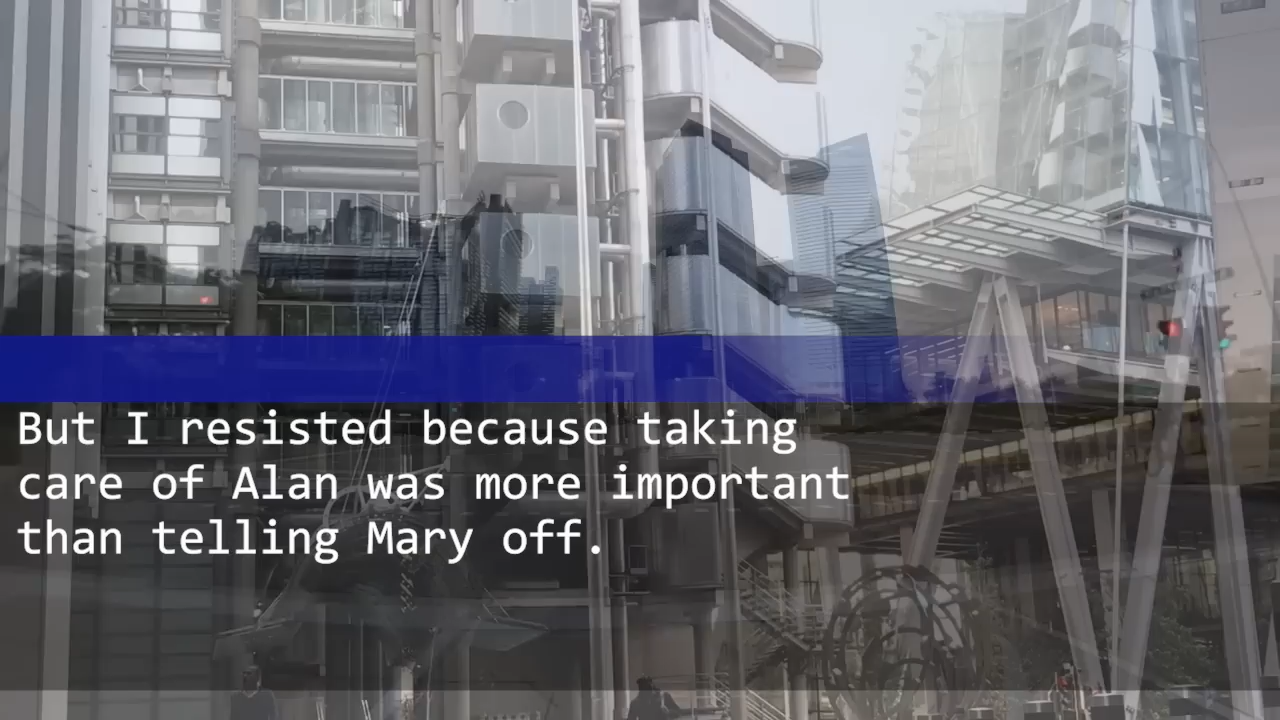 But I resisted because taking
care of Alan was more important
than telling Mary off.